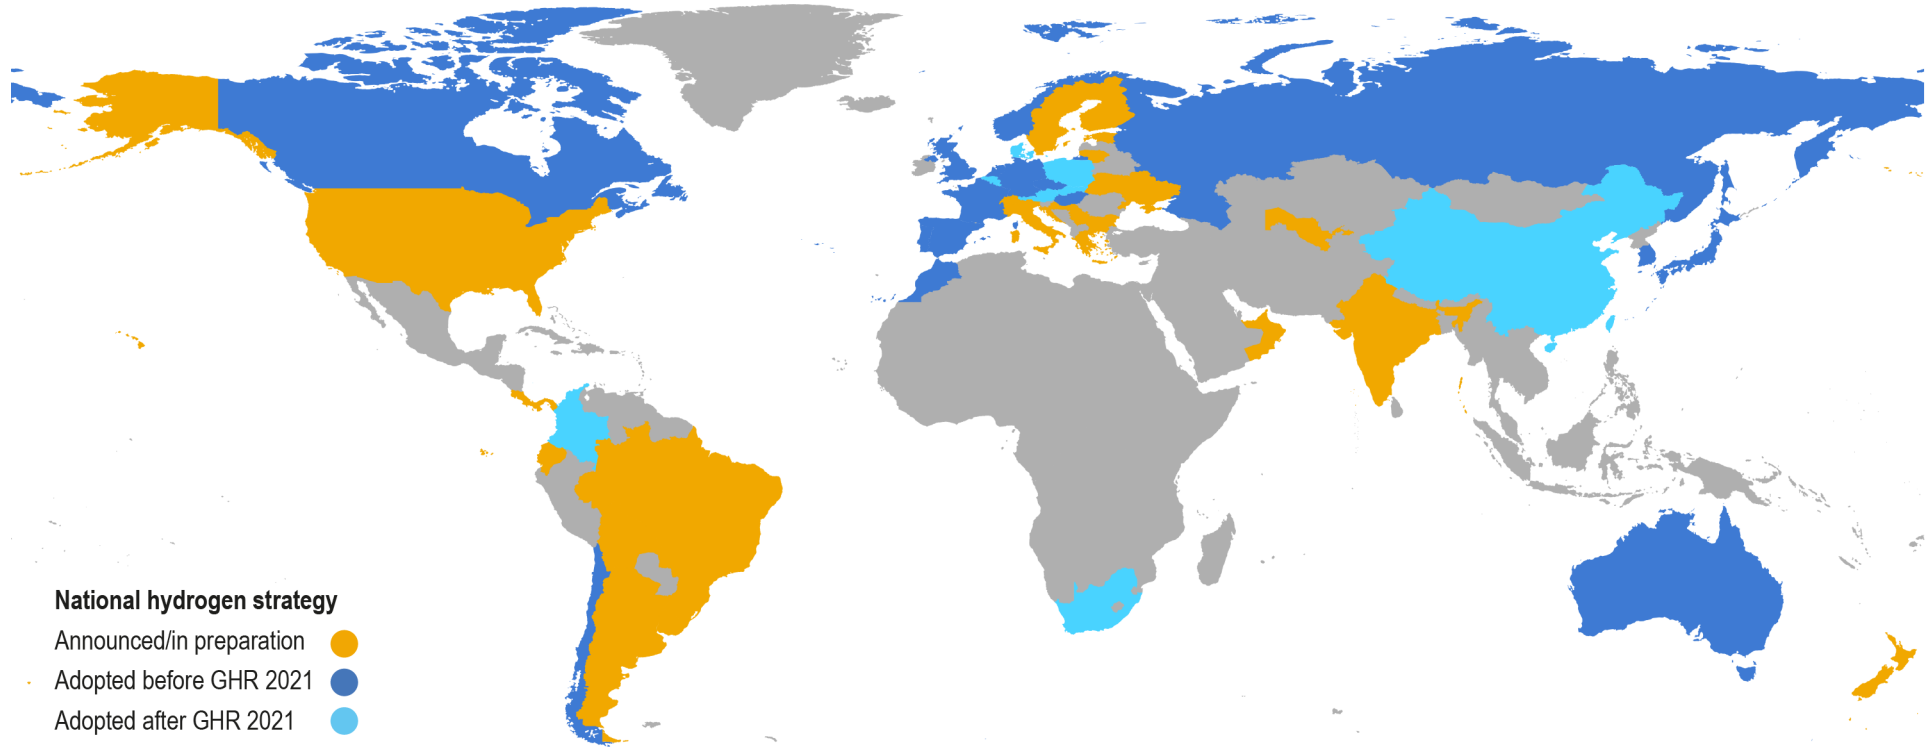 National hydrogen strategy
Announced/in preparation
Adopted before GHR 2021
Adopted after GHR 2021